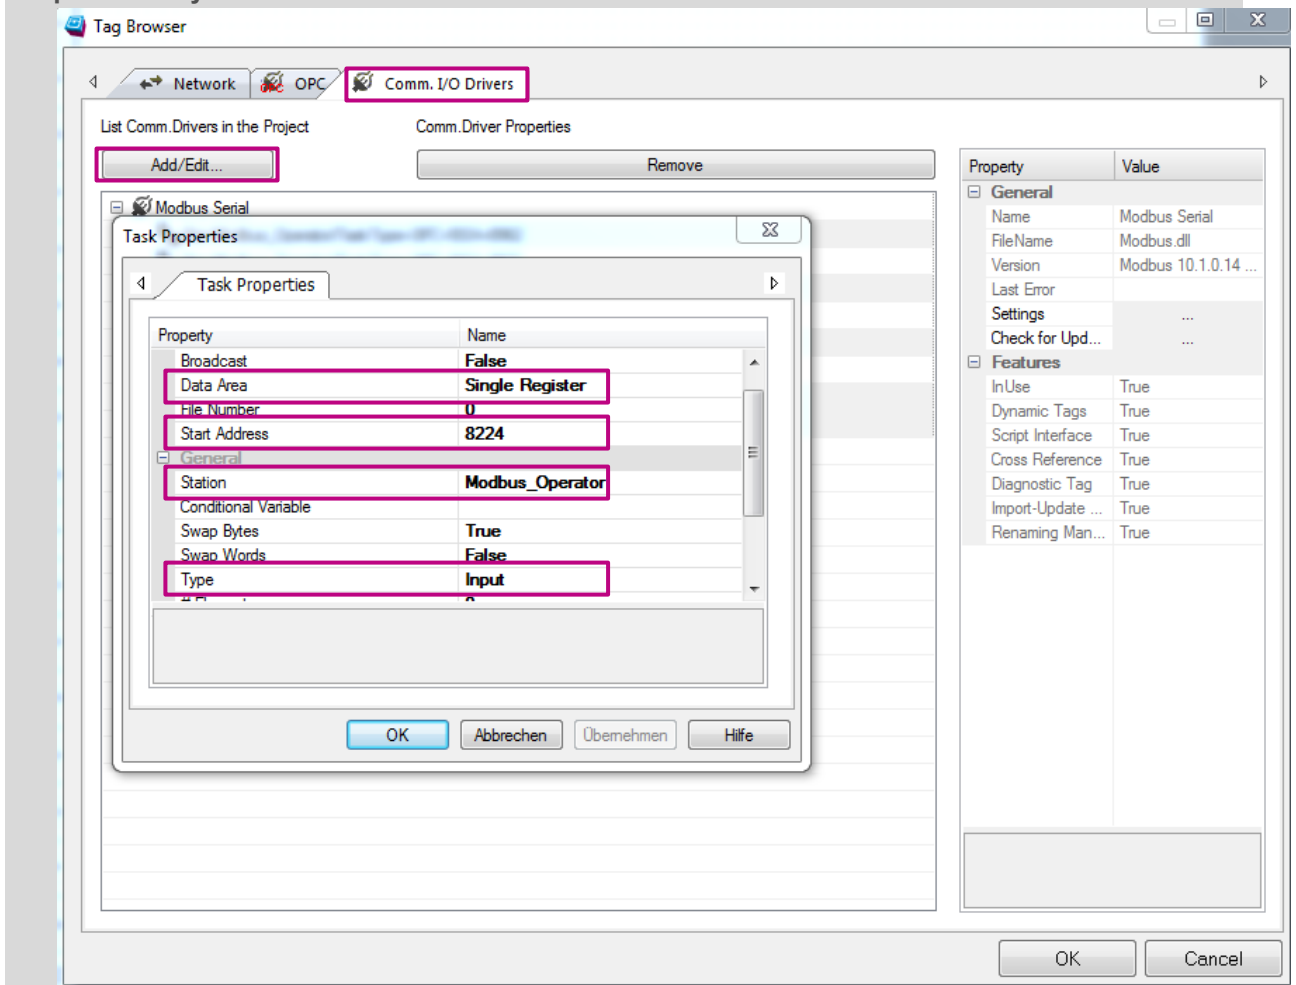 Tag Browser
Network OPC Comm. I/O Drivers
List Comm.Drivers in the Project Comm.Driver Properties
Add/Edit... Remove
Property Value
Modbus Serial
General
Name Modbus Serial
FileName Modbus.dll
Version Modbus 10.1.0.14 ...
Last Error
Settings ...
Check for Upd... ...
Features
InUse True
Dynamic Tags True
Script Interface True
Cross Reference True
Diagnostic Tag True
Import-Update ... True
Renaming Man... True
Task Properties
Task Properties
Property Name
Broadcast False
Data Area Single Register
File Number 0
Start Address 8224
General
Station Modbus_Operator
Conditional Variable
Swap Bytes True
Swap Words False
Type Input
OK Abbrechen Übernehmen Hilfe
OK Cancel